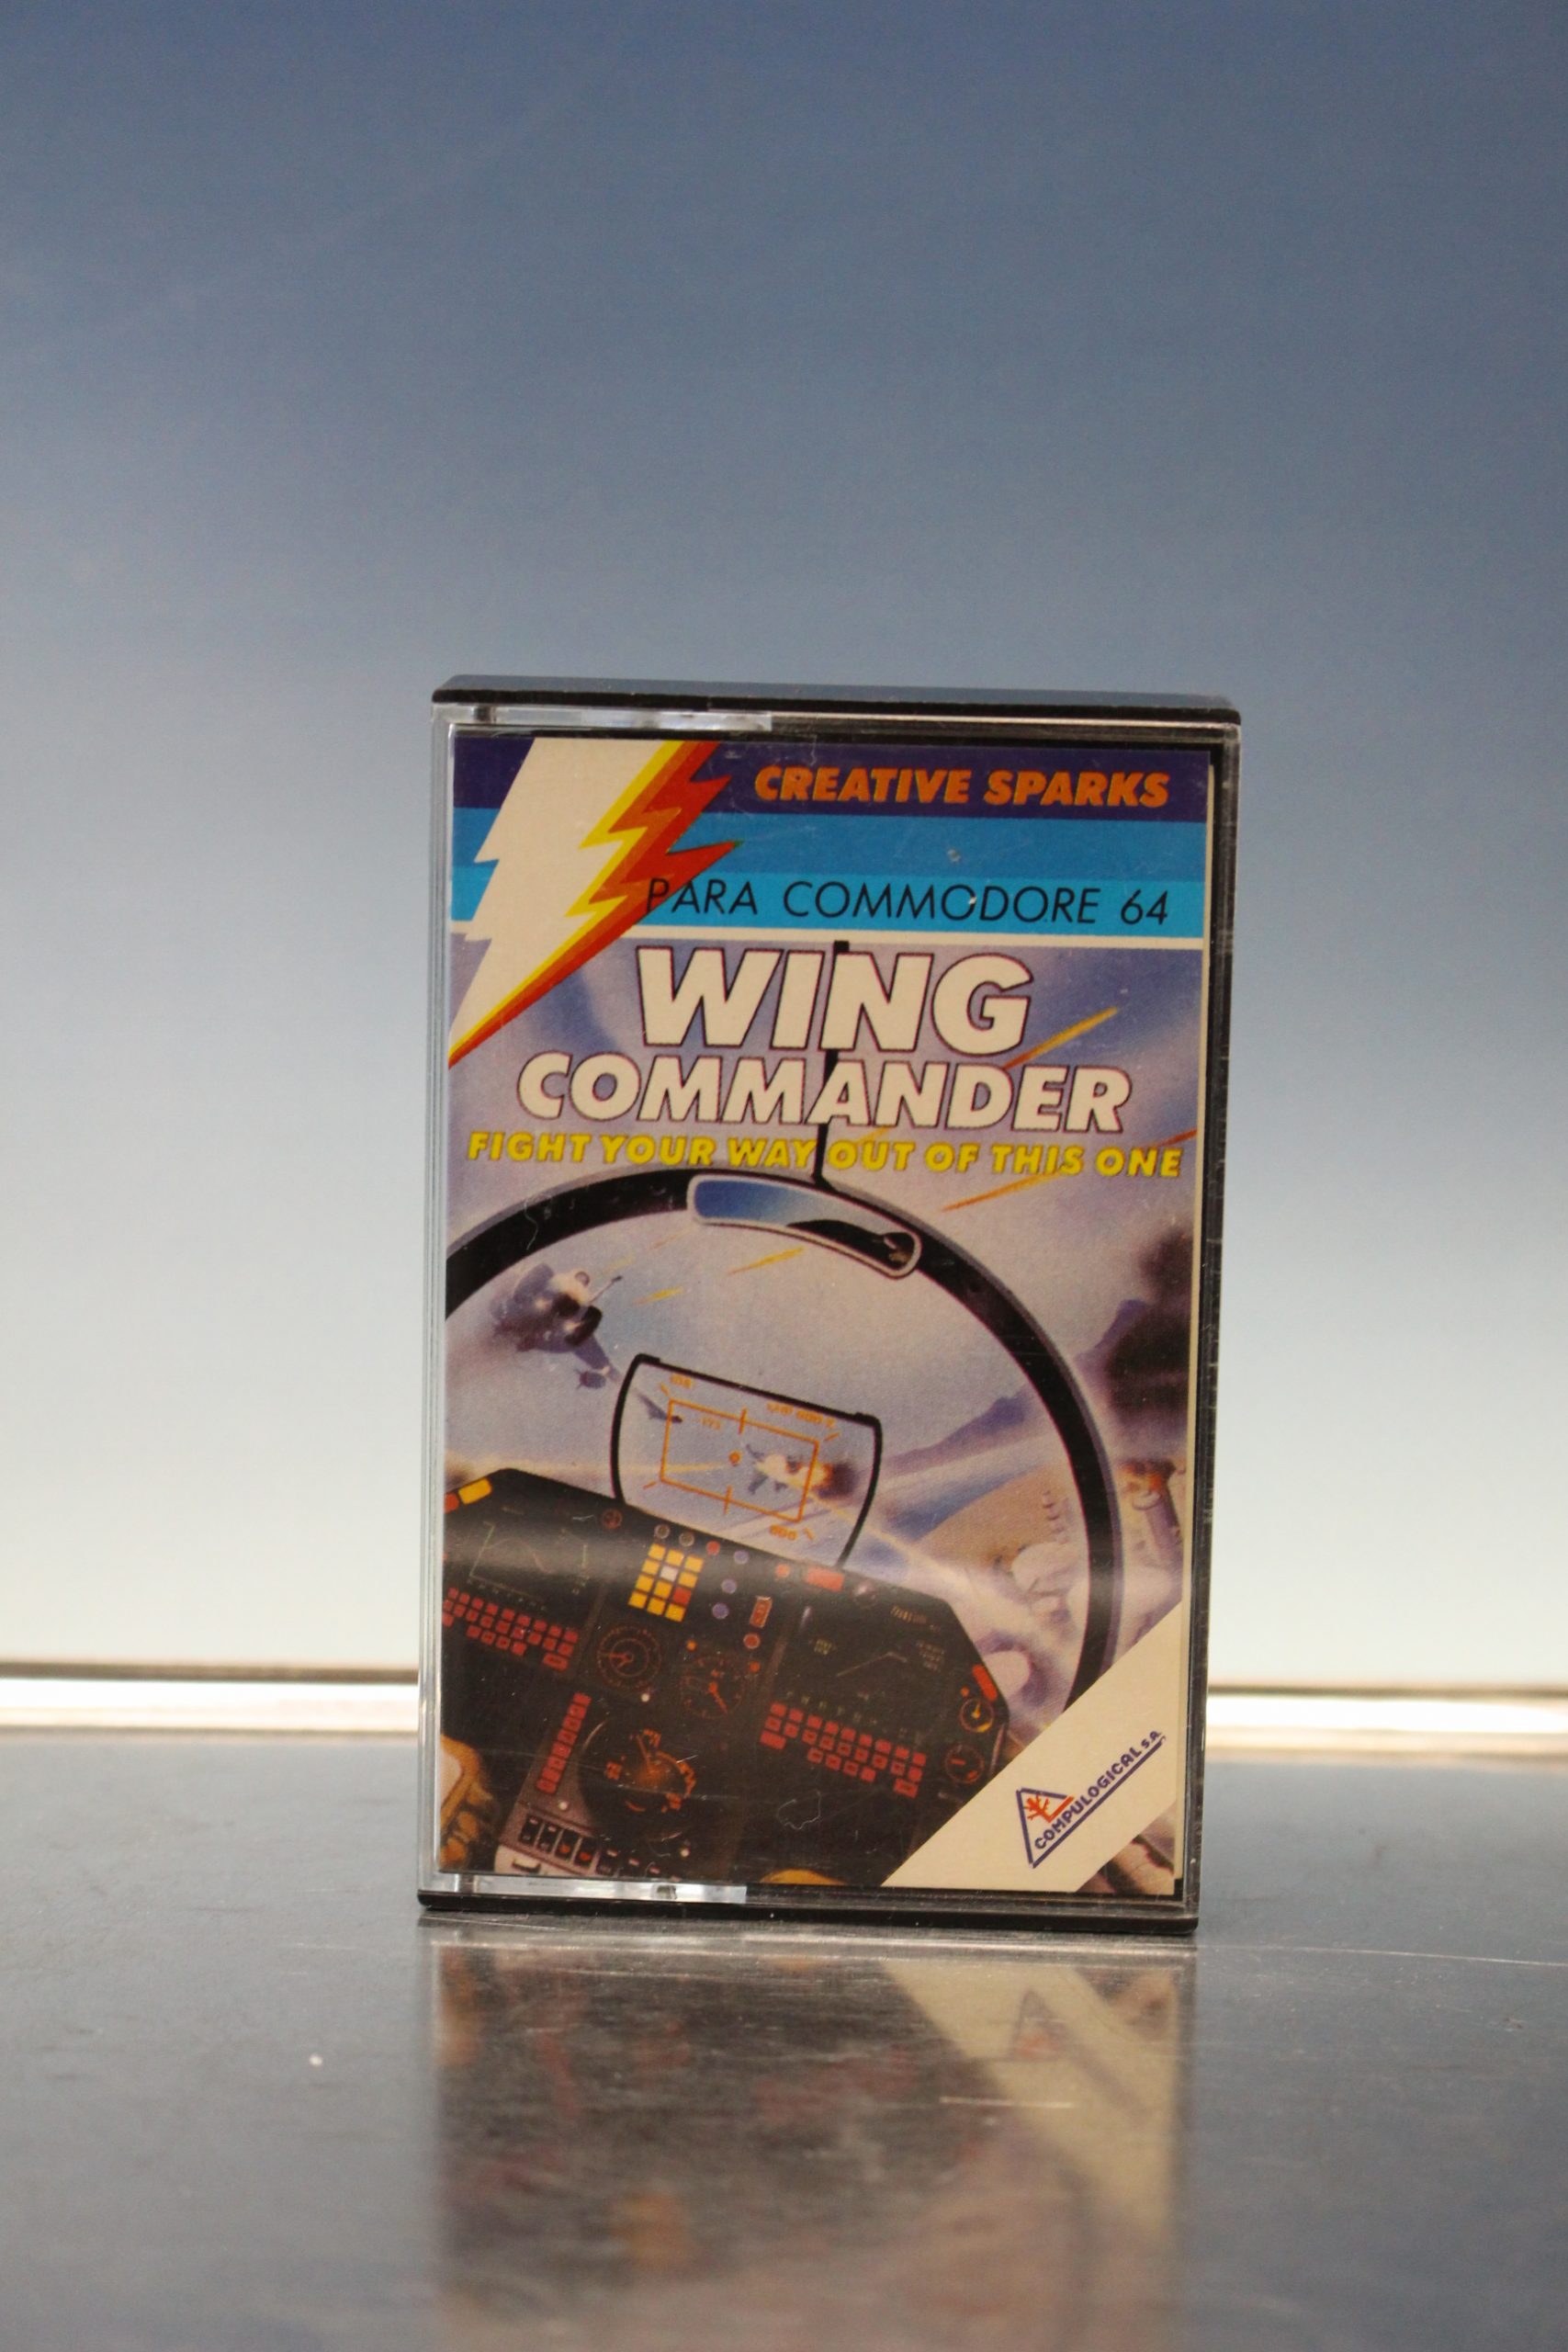 CREATIVE SPARKS
PARA COMMODORE 64
WING
COMMANDER
FIGHT YOUR WAY OUT OF THIS ONE
COMPULOGICAL S.A.